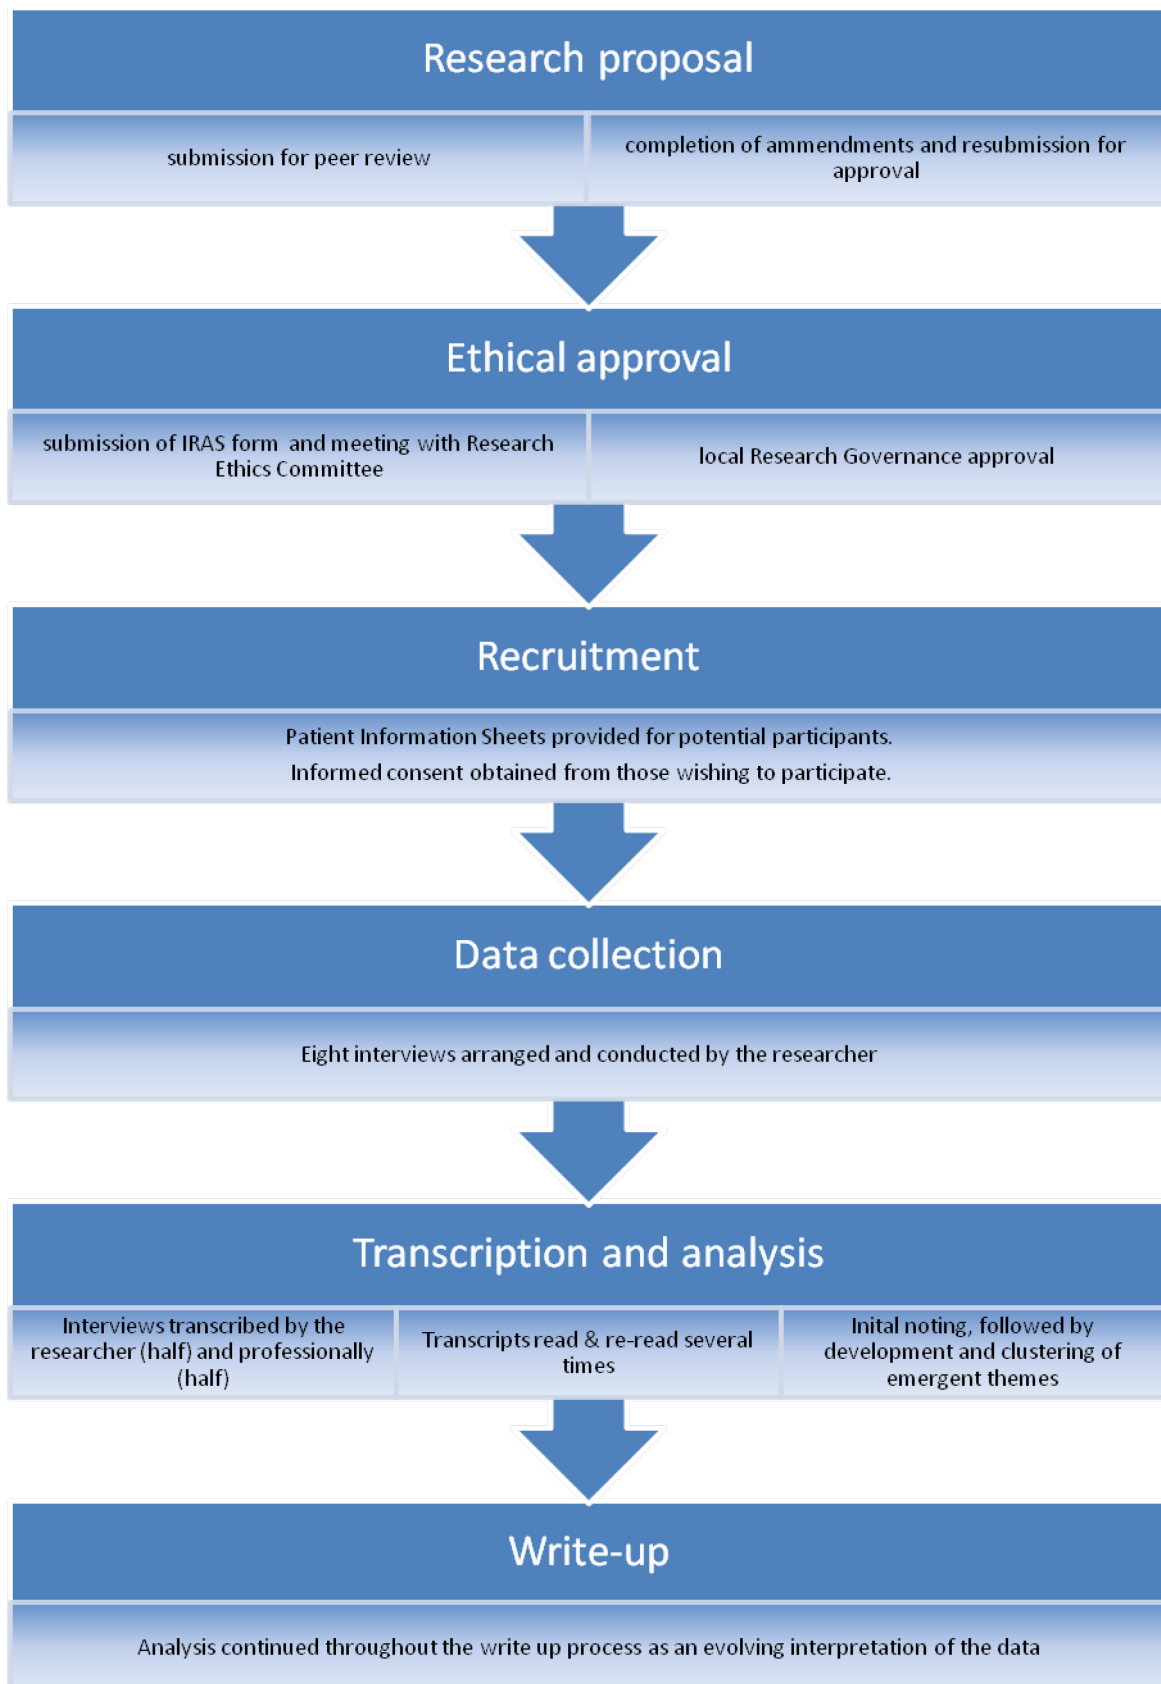 Research proposal
submission for peer review
completion of ammendments and resubmission for
approval
Ethical approval
submission of IRAS form and meeting with Research
Ethics Committee
local Research Governance approval
Recruitment
Patient Information Sheets provided for potential participants.
Informed consent obtained from those wishing to participate.
Data collection
Eight interviews arranged and conducted by the researcher
Transcription and analysis
Interviews transcribed by the
researcher (half) and professionally
(half)
Transcripts read & re-read several
times
Inital noting, followed by
development and clustering of
emergent themes
Write-up
Analysis continued throughout the write up process as an evolving interpretation of the data